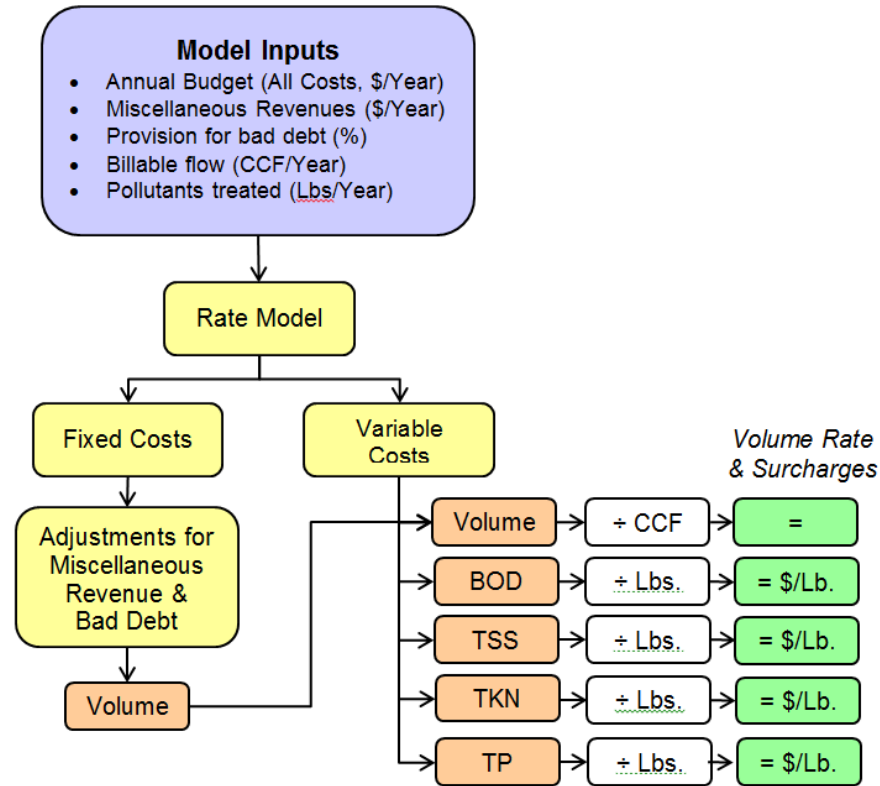 Model Inputs
• Annual Budget (All Costs, $/Year)
• Miscellaneous Revenues ($/Year)
• Provision for bad debt (%)
• Billable flow (CCF/Year)
• Pollutants treated (Lbs/Year)
Rate Model
Fixed Costs
Variable
Costs
Adjustments for
Miscellaneous
Revenue &
Bad Debt
Volume
Volume Rate
& Surcharges
Volume
÷ CCF
=
BOD
÷ Lbs.
= $/Lb.
TSS
÷ Lbs.
= $/Lb.
TKN
÷ Lbs.
= $/Lb.
TP
÷ Lbs.
= $/Lb.